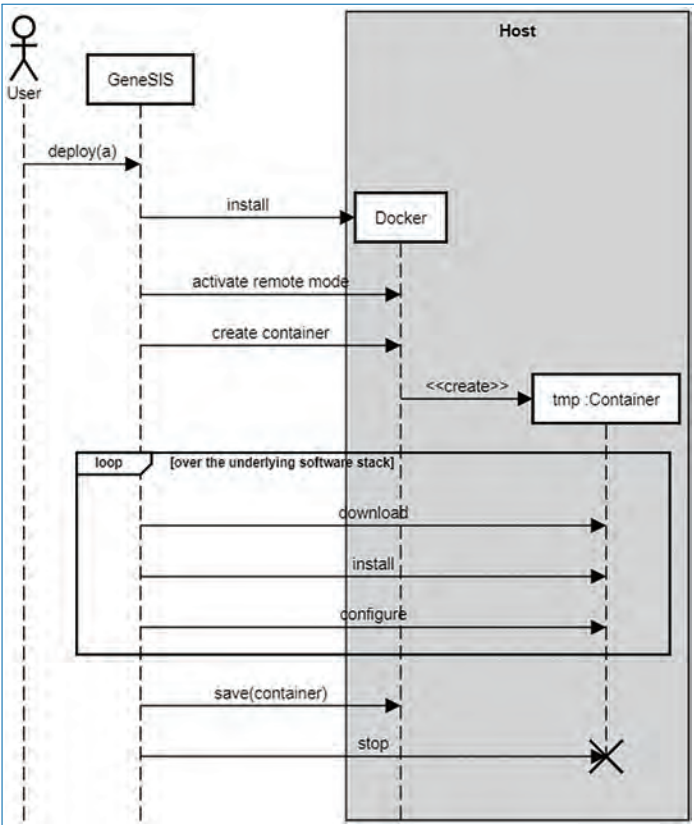 Host
User
GeneSIS
deploy(a)
install
Docker
activate remote mode
create container
<<create>>
tmp :Container
loop
[over the underlying software stack]
download
install
configure
save(container)
stop